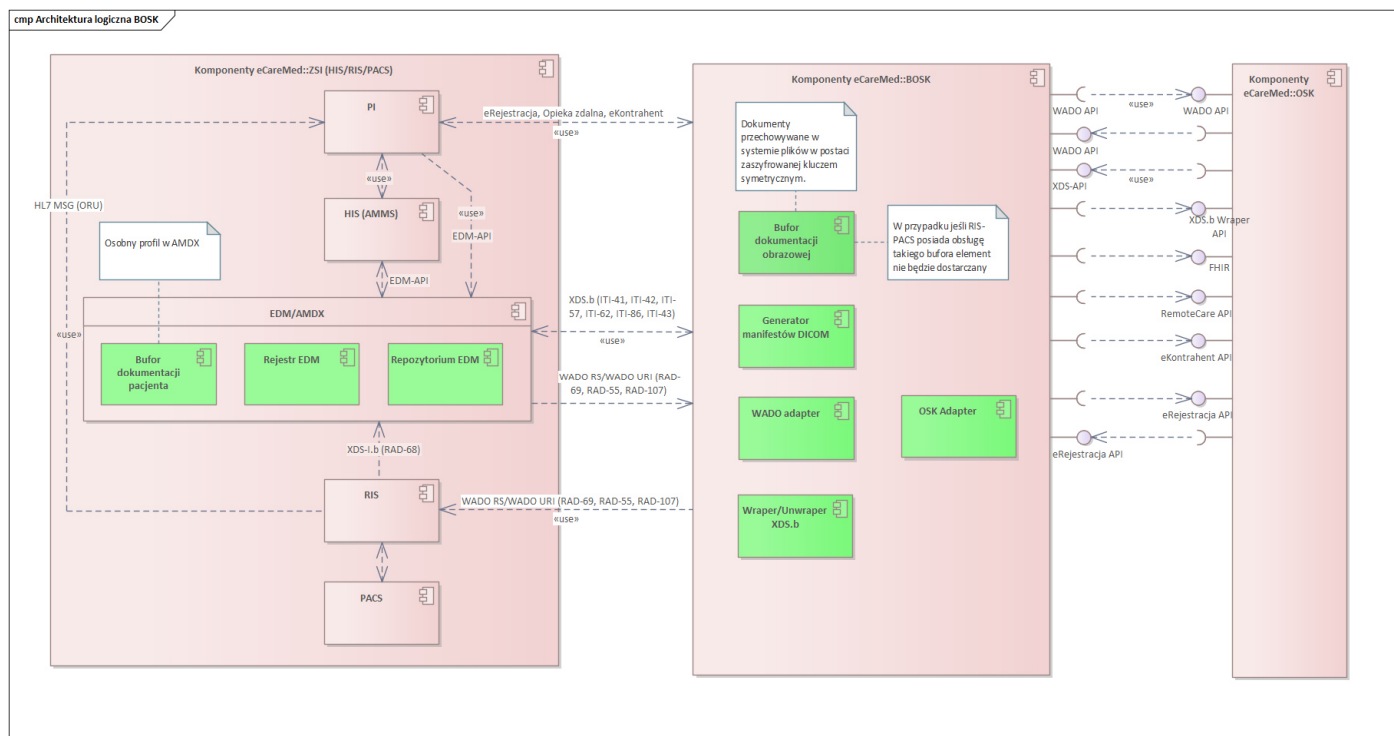 cmp Architektura logiczna BOSK
Komponenty eCareMed::ZSI (HIS/RIS/PACS)
PI
eRejestracja, Opieka zdalna, eKontrahent
«use»
«use»
HL7 MSG (ORU)
«use»
HIS (AMMS)
«use»
EDM-API
Osobny profil w AMDX
EDM-API
EDM/AMDX
Bufor
dokumentacji
pacjenta
Rejestr EDM
Repozytorium EDM
XDS.b (ITI-41, ITI-42, ITI-
57, ITI-62, ITI-86, ITI-43)
«use»
WADO RS/WADO URI (RAD-
69, RAD-55, RAD-107)
XDS-I.b (RAD-68)
RIS
WADO RS/WADO URI (RAD-69, RAD-55, RAD-107)
«use»
PACS
Komponenty eCareMed::BOSK
Dokumenty
przechowywane w
systemie plików w postaci
zaszyfrowanej kluczem
symetrycznym.
Bufor
dokumentacji
obrazowej
W przypadku jeśli RIS-
PACS posiada obsługę
takiego bufora element
nie będzie dostarczany
Generator
manifestów DICOM
WADO adapter
OSK Adapter
Wraper/Unwraper
XDS.b
Komponenty
eCareMed::OSK
«use»
WADO API
WADO API
WADO API
XDS-API
«use»
XDS.b Wraper
API
FHIR
RemoteCare API
eKontrahent API
eRejestracja API
eRejestracja API